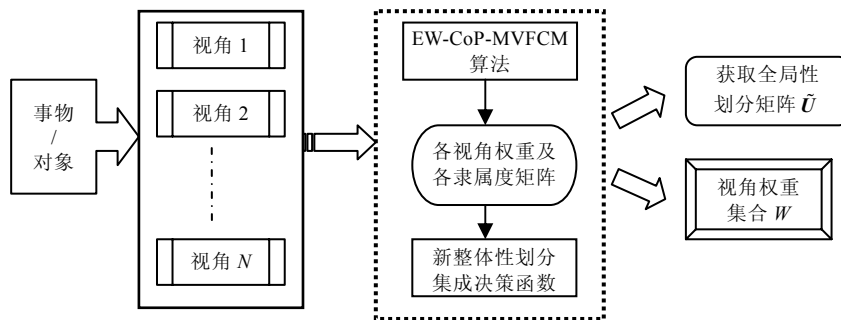 事物
/
对象
视角 1
视角 2
视角 N
EW-CoP-MVFCM
算法
各视角权重及
各隶属度矩阵
新整体性划分
集成决策函数
获取全局性
划分矩阵 Ũ
视角权重
集合 W